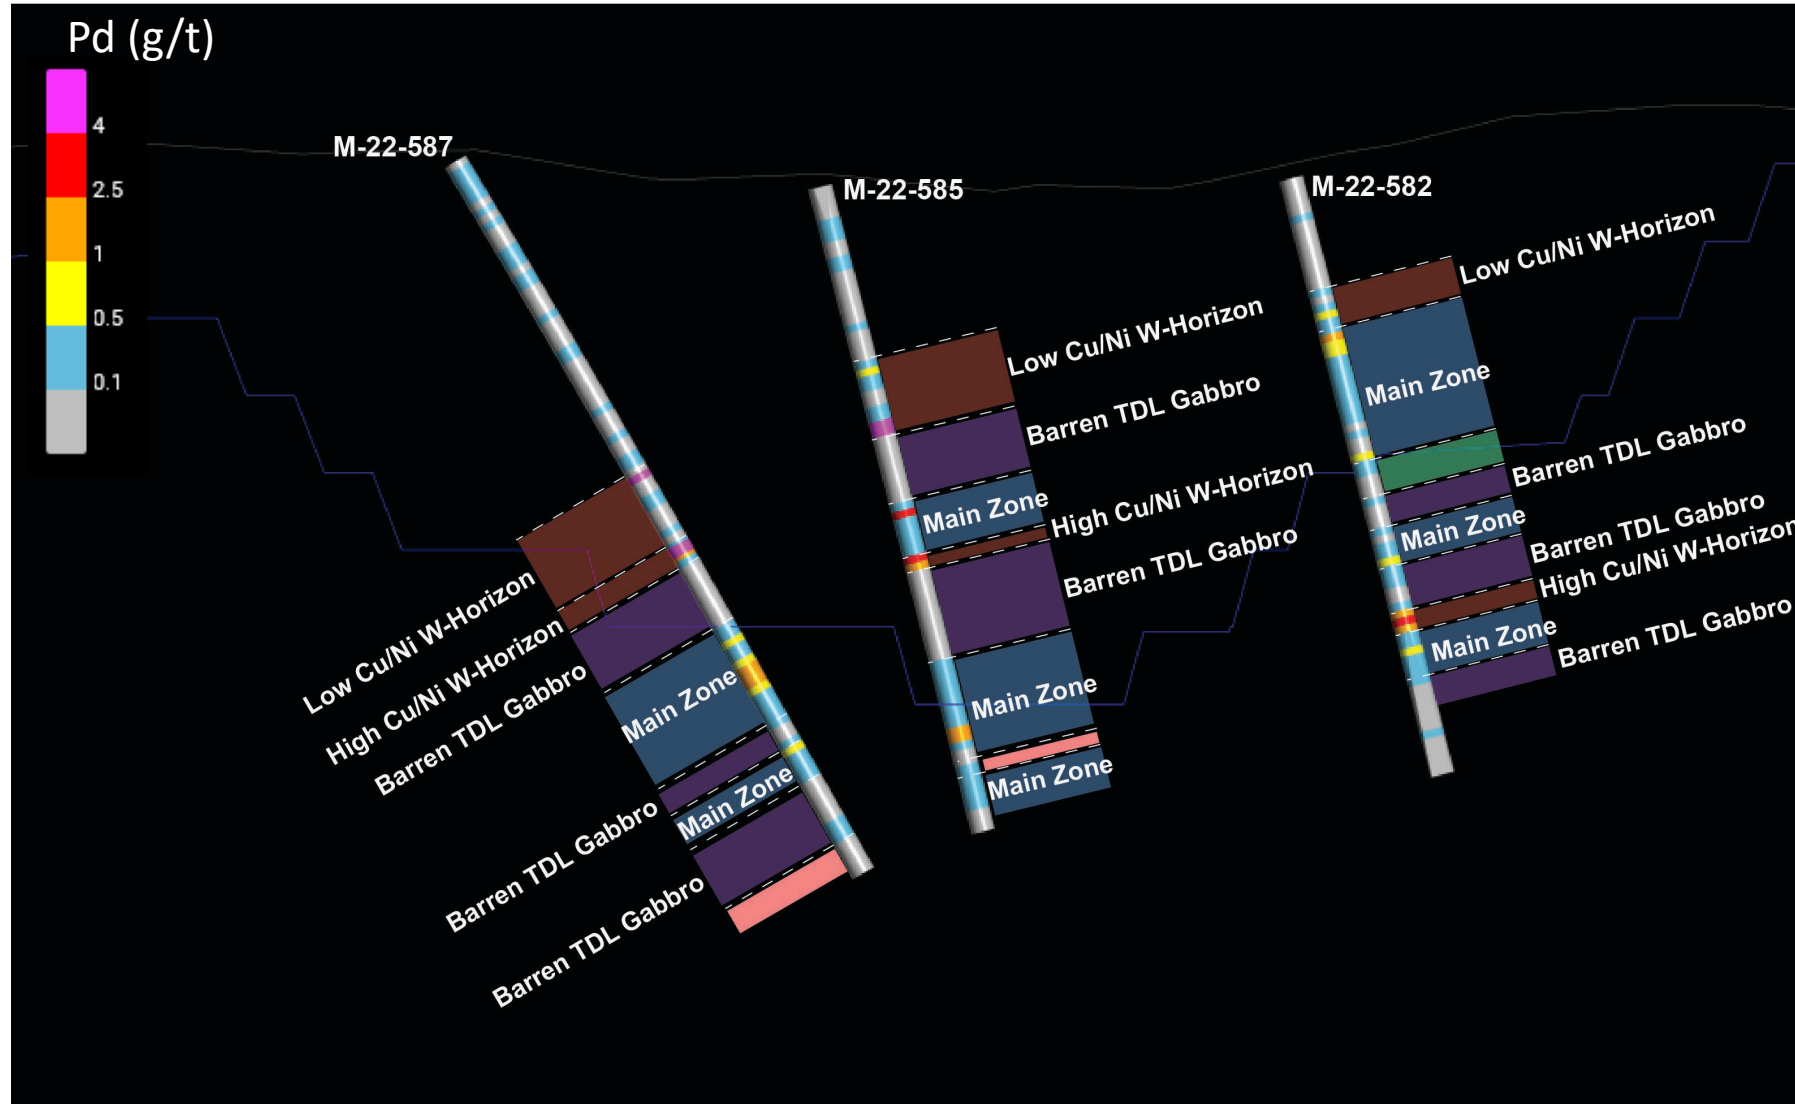 Pd (g/t)
4
2.5
1
0.5
0.1
M-22-587
Low Cu/Ni W-Horizon
High Cu/Ni W-Horizon
Barren TDL Gabbro
Main Zone
Barren TDL Gabbro
Main Zone
Barren TDL Gabbro
M-22-585
Low Cu/Ni W-Horizon
Barren TDL Gabbro
Main Zone
High Cu/Ni W-Horizon
Barren TDL Gabbro
Main Zone
Main Zone
M-22-582
Low Cu/Ni W-Horizon
Main Zone
Barren TDL Gabbro
Main Zone
Barren TDL Gabbro
High Cu/Ni W-Horizon
Main Zone
Barren TDL Gabbro